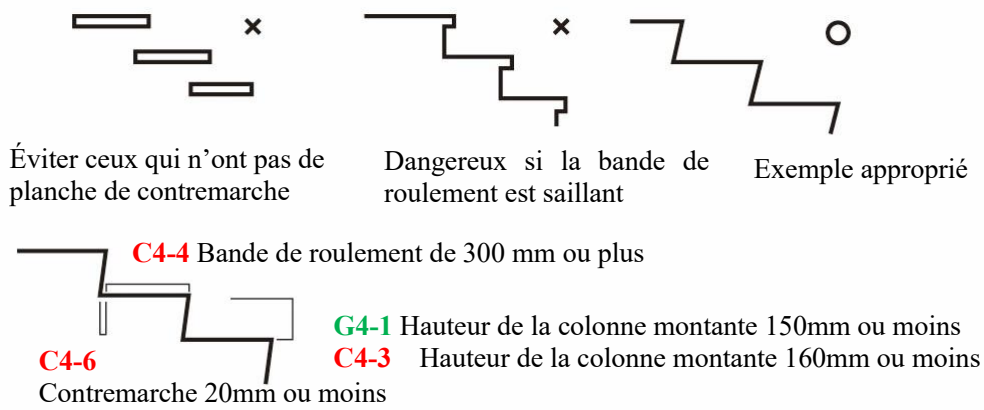 Éviter ceux qui n'ont pas de
planche de contremarche
Dangereux si la bande de
roulement est saillant
Exemple approprié
C4-4 Bande de roulement de 300 mm ou plus
G4-1 Hauteur de la colonne montante 150mm ou moins
C4-3 Hauteur de la colonne montante 160mm ou moins
C4-6
Contremarche 20mm ou moins